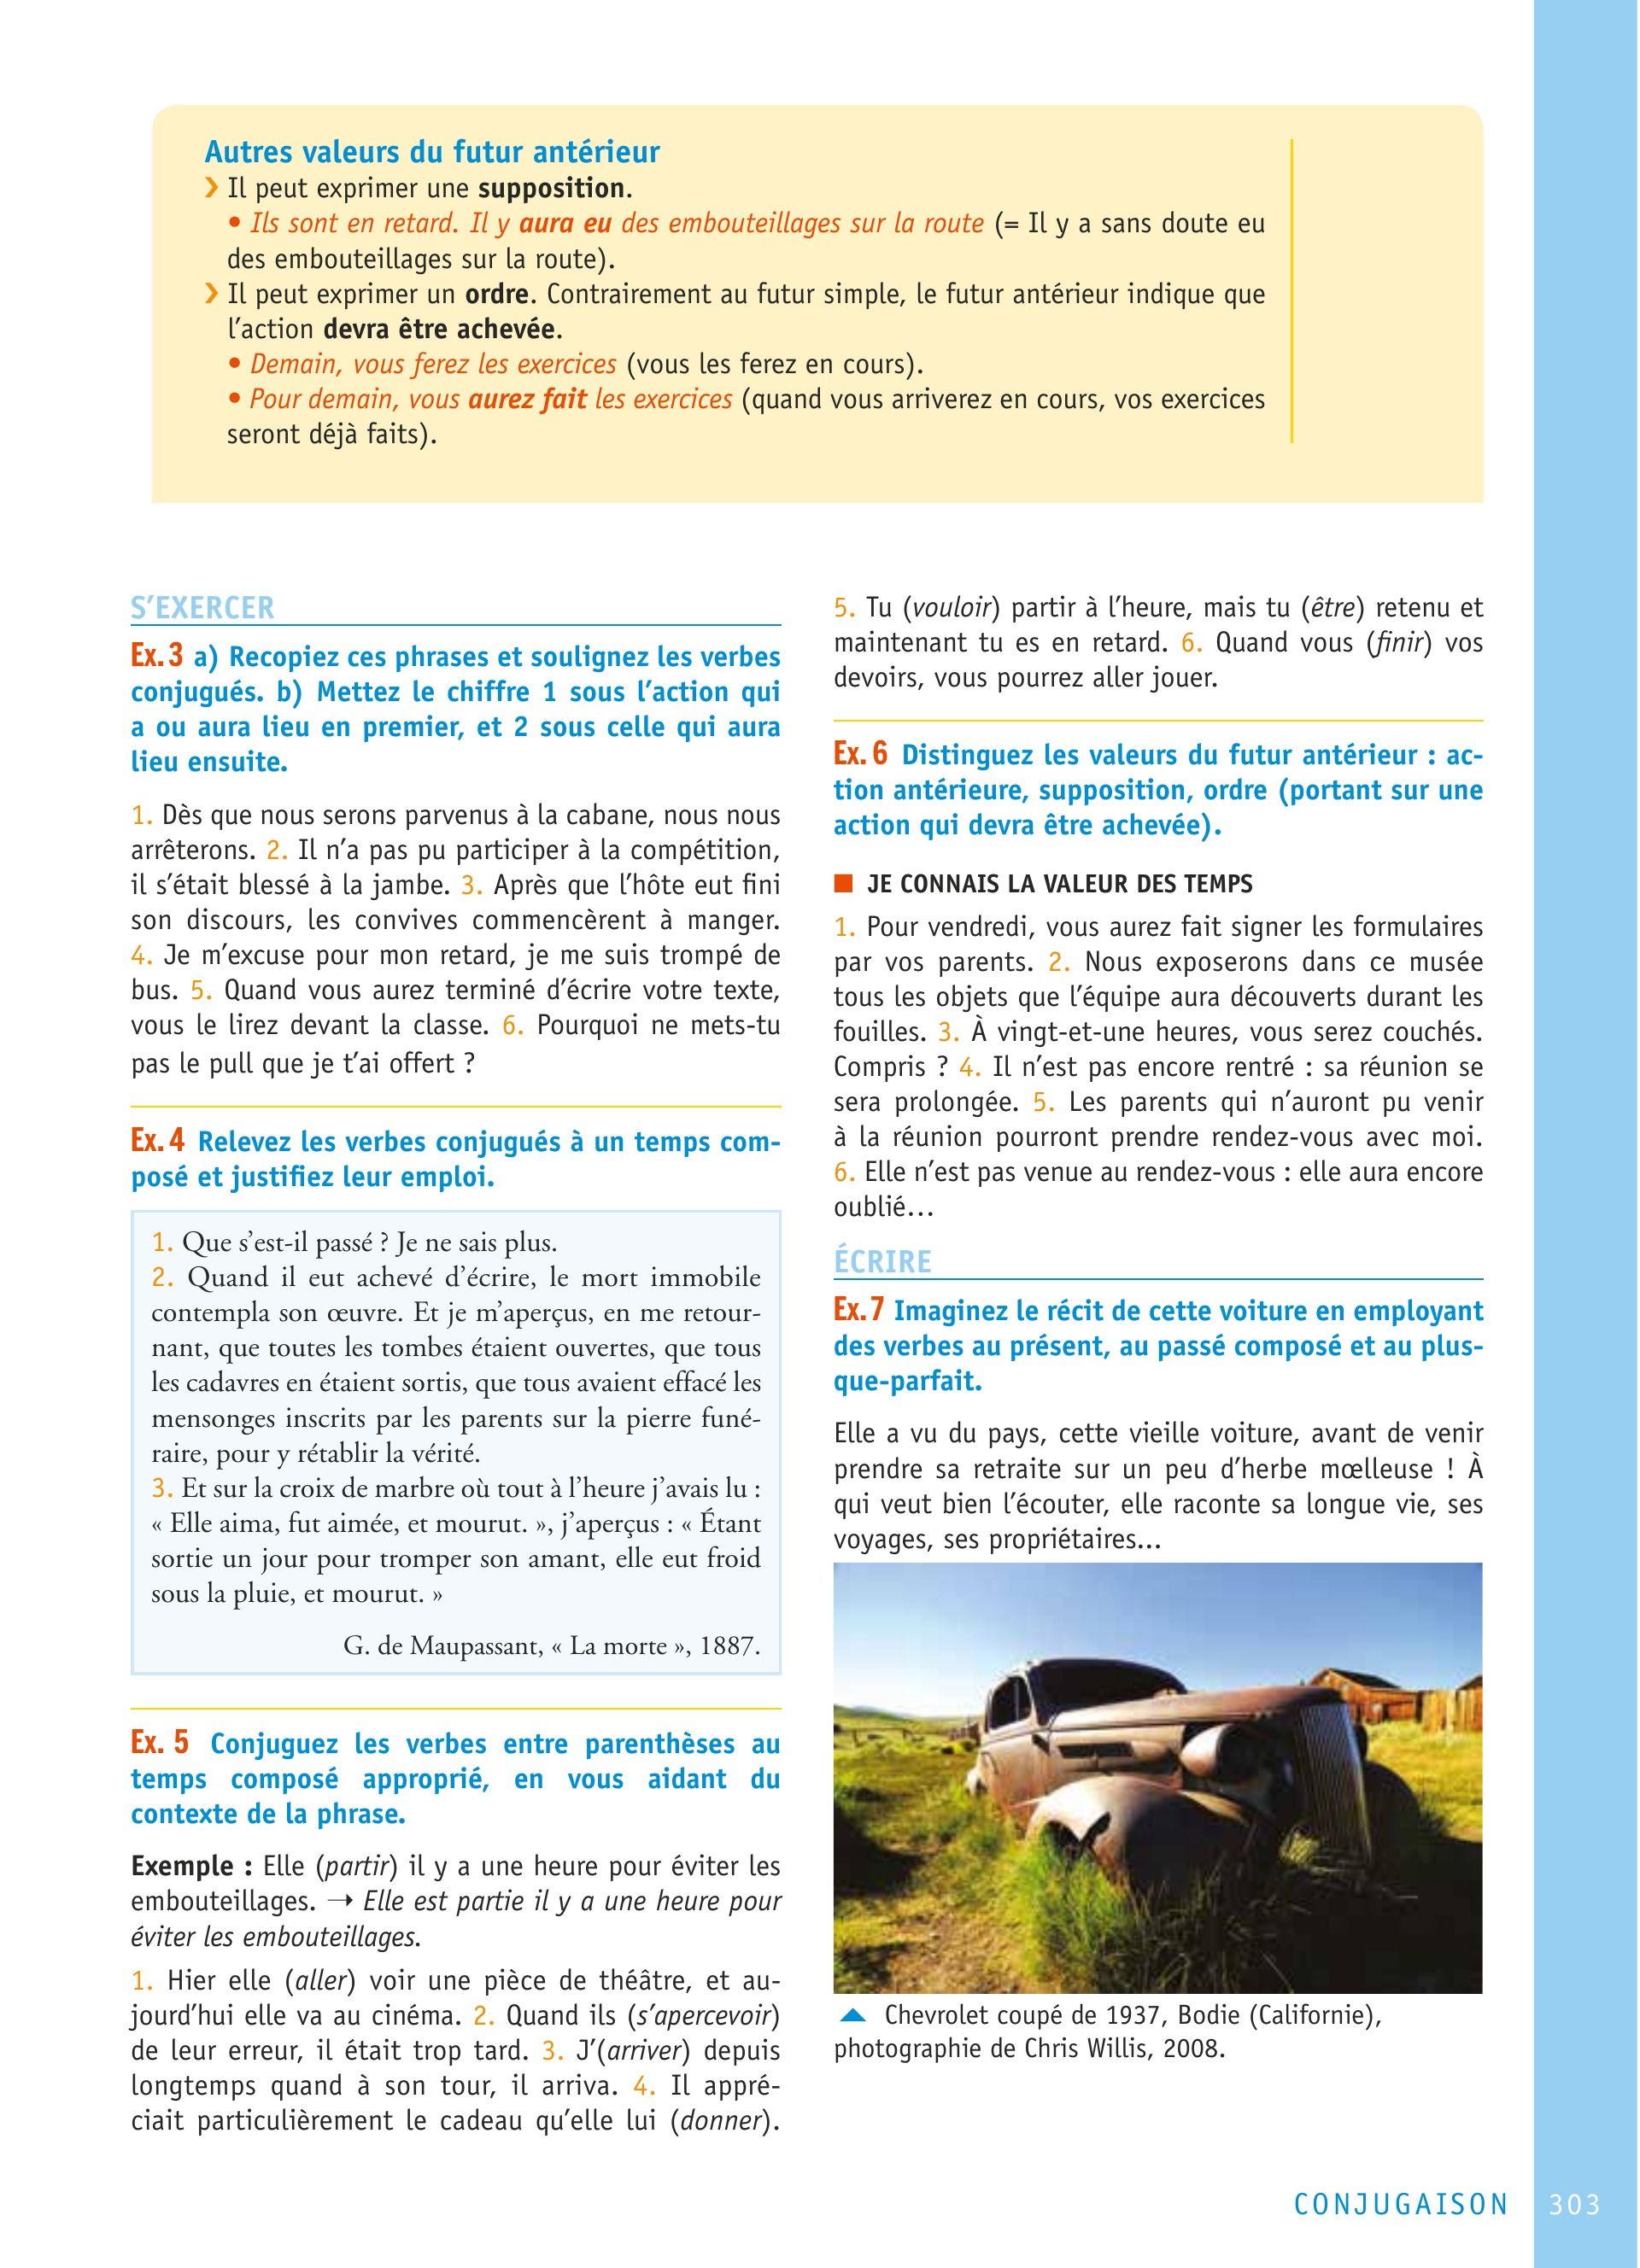 Autres valeurs du futur antérieur
› Il peut exprimer une supposition.
• Ils sont en retard. Il y aura eu des embouteillages sur la route (= Il y a sans doute eu
des embouteillages sur la route).
› Il peut exprimer un ordre. Contrairement au futur simple, le futur antérieur indique que
l’action devra être achevée.
• Demain, vous ferez les exercices (vous les ferez en cours).
• Pour demain, vous aurez fait les exercices (quand vous arriverez en cours, vos exercices
seront déjà faits).
S’EXERCER
Ex. 3 a) Recopiez ces phrases et soulignez les verbes
conjugués. b) Mettez le chiffre 1 sous l’action qui
a ou aura lieu en premier, et 2 sous celle qui aura
lieu ensuite.
1. Dès que nous serons parvenus à la cabane, nous nous
arrêterons. 2. Il n’a pas pu participer à la compétition,
il s’était blessé à la jambe. 3. Après que l’hôte eut fini
son discours, les convives commencèrent à manger.
4. Je m’excuse pour mon retard, je me suis trompé de
bus. 5. Quand vous aurez terminé d’écrire votre texte,
vous le lirez devant la classe. 6. Pourquoi ne mets-tu
pas le pull que je t’ai offert ?
Ex. 4 Relevez les verbes conjugués à un temps com-
posé et justifiez leur emploi.
1. Que s’est-il passé ? Je ne sais plus.
2. Quand il eut achevé d’écrire, le mort immobile
contempla son œuvre. Et je m’aperçus, en me retour-
nant, que toutes les tombes étaient ouvertes, que tous
les cadavres en étaient sortis, que tous avaient effacé les
mensonges inscrits par les parents sur la pierre funé-
raire, pour y rétablir la vérité.
3. Et sur la croix de marbre où tout à l’heure j’avais lu :
« Elle aima, fut aimée, et mourut. », j’aperçus : « Étant
sortie un jour pour tromper son amant, elle eut froid
sous la pluie, et mourut. »
G. de Maupassant, « La morte », 1887.
Ex. 5 Conjuguez les verbes entre parenthèses au
temps composé approprié, en vous aidant du
contexte de la phrase.
Exemple : Elle (partir) il y a une heure pour éviter les
embouteillages. → Elle est partie il y a une heure pour
éviter les embouteillages.
1. Hier elle (aller) voir une pièce de théâtre, et au-
jourd’hui elle va au cinéma. 2. Quand ils (s’apercevoir)
de leur erreur, il était trop tard. 3. J’(arriver) depuis
longtemps quand à son tour, il arriva. 4. Il appré-
ciait particulièrement le cadeau qu’elle lui (donner).
5. Tu (vouloir) partir à l’heure, mais tu (être) retenu et
maintenant tu es en retard. 6. Quand vous (finir) vos
devoirs, vous pourrez aller jouer.
Ex. 6 Distinguez les valeurs du futur antérieur : ac-
tion antérieure, supposition, ordre (portant sur une
action qui devra être achevée).
■ JE CONNAIS LA VALEUR DES TEMPS
1. Pour vendredi, vous aurez fait signer les formulaires
par vos parents. 2. Nous exposerons dans ce musée
tous les objets que l’équipe aura découverts durant les
fouilles. 3. À vingt-et-une heures, vous serez couchés.
Compris ? 4. Il n’est pas encore rentré : sa réunion se
sera prolongée. 5. Les parents qui n’auront pu venir
à la réunion pourront prendre rendez-vous avec moi.
6. Elle n’est pas venue au rendez-vous : elle aura encore
oublié…
ÉCRIRE
Ex. 7 Imaginez le récit de cette voiture en employant
des verbes au présent, au passé composé et au plus-
que-parfait.
Elle a vu du pays, cette vieille voiture, avant de venir
prendre sa retraite sur un peu d’herbe mœlleuse ! À
qui veut bien l’écouter, elle raconte sa longue vie, ses
voyages, ses propriétaires...
▲ Chevrolet coupé de 1937, Bodie (Californie),
photographie de Chris Willis, 2008.
CONJUGAISON 303